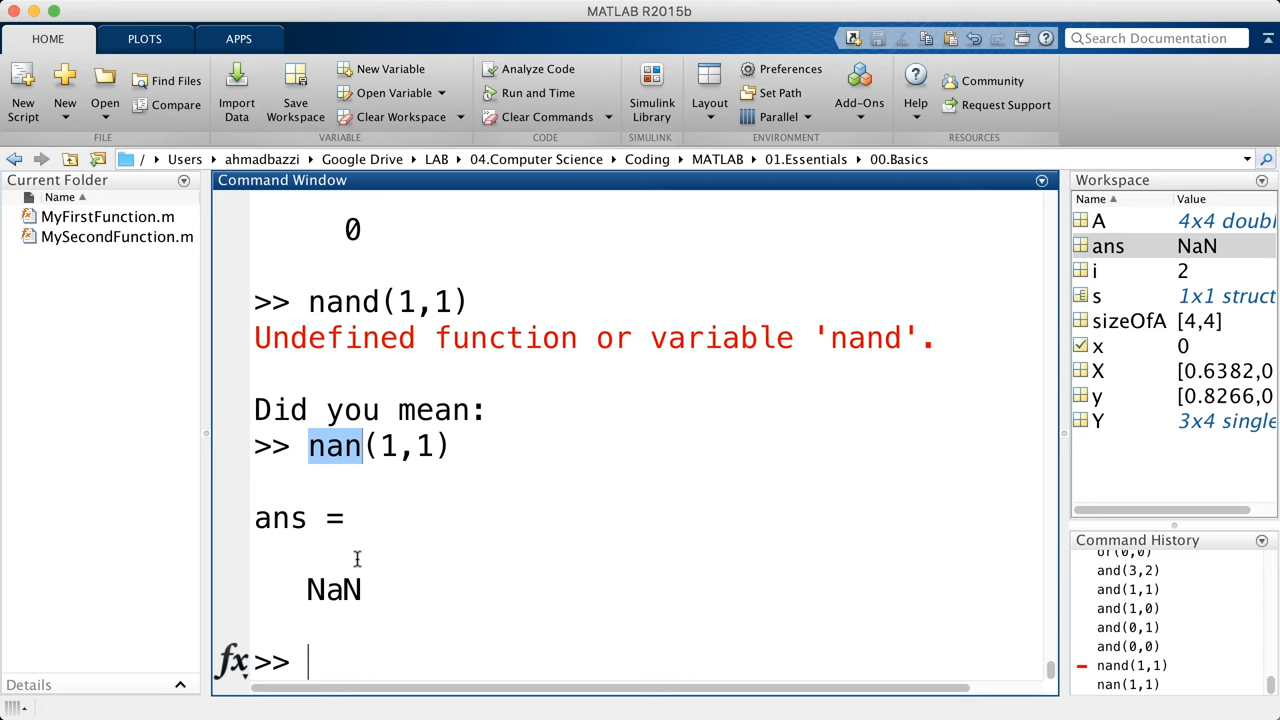 MATLAB R2015b
HOME
PLOTS
APPS
Search Documentation
New Script
New
Open
Find Files
Compare
FILE
Import Data
Save Workspace
New Variable
Open Variable
Clear Workspace
VARIABLE
Analyze Code
Run and Time
Clear Commands
CODE
Simulink Library
SIMULINK
Layout
Preferences
Set Path
Parallel
ENVIRONMENT
Add-Ons
Help
Community
Request Support
RESOURCES
/ Users ahmadbazzi Google Drive LAB 04.Computer Science Coding MATLAB 01.Essentials 00.Basics
Current Folder
Name
MyFirstFunction.m
MySecondFunction.m
Details
Command Window
0
>> nand(1,1)
Undefined function or variable 'nand'.
Did you mean:
>> nan(1,1)
ans =
NaN
fx >>
Workspace
Name Value
A 4x4 doubl
ans NaN
i 2
s 1x1 struct
sizeOfA [4,4]
x 0
X [0.6382,0
y [0.8266,0
Y 3x4 single
Command History
or(0,0)
and(3,2)
and(1,1)
and(1,0)
and(0,1)
and(0,0)
nand(1,1)
nan(1,1)